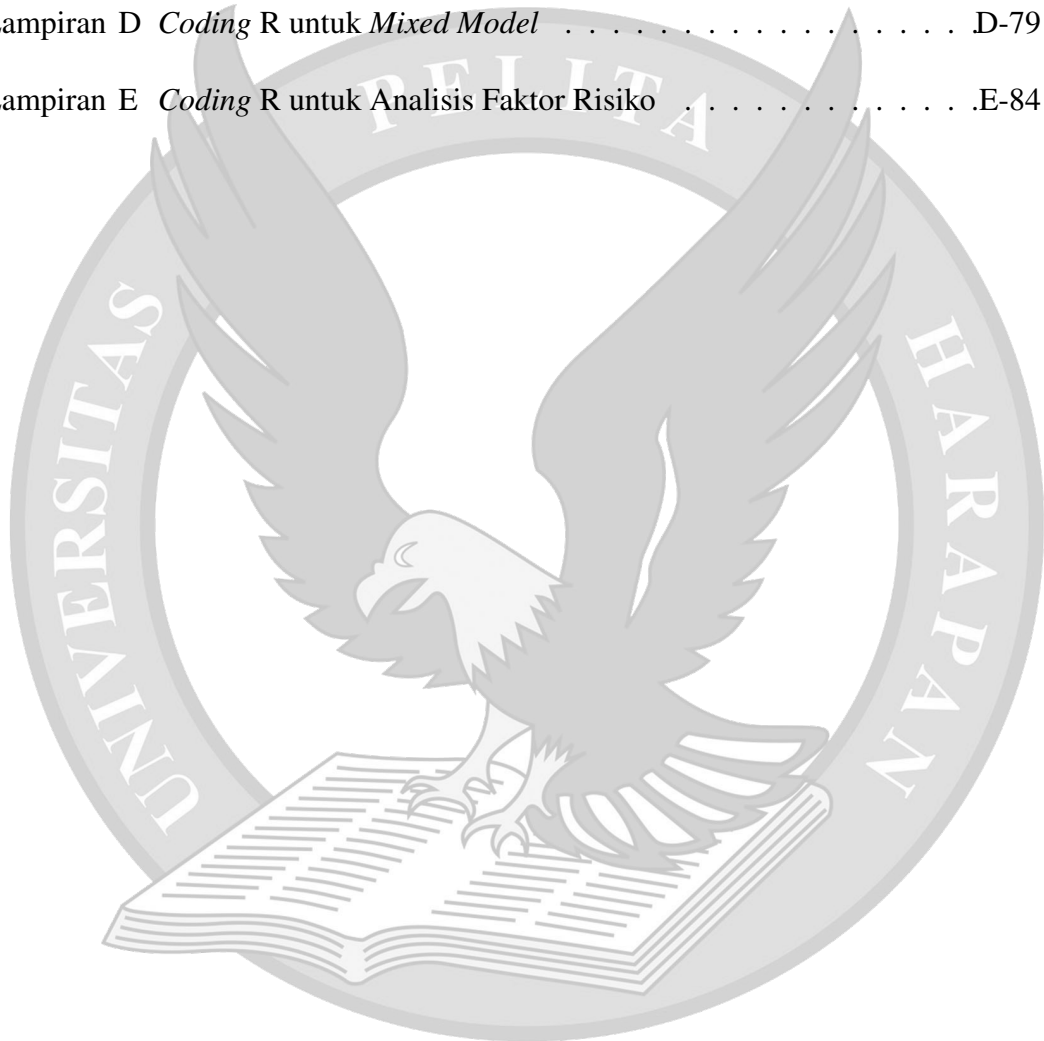 ampiran D Coding R untuk Mixed Model . . . . . . . . . . . . . . . . . . .D-79
ampiran E Coding R untuk Analisis Faktor Risiko . . . . . . . . . . . . . .E-84
UNIVERSITAS PELITA HARAPAN